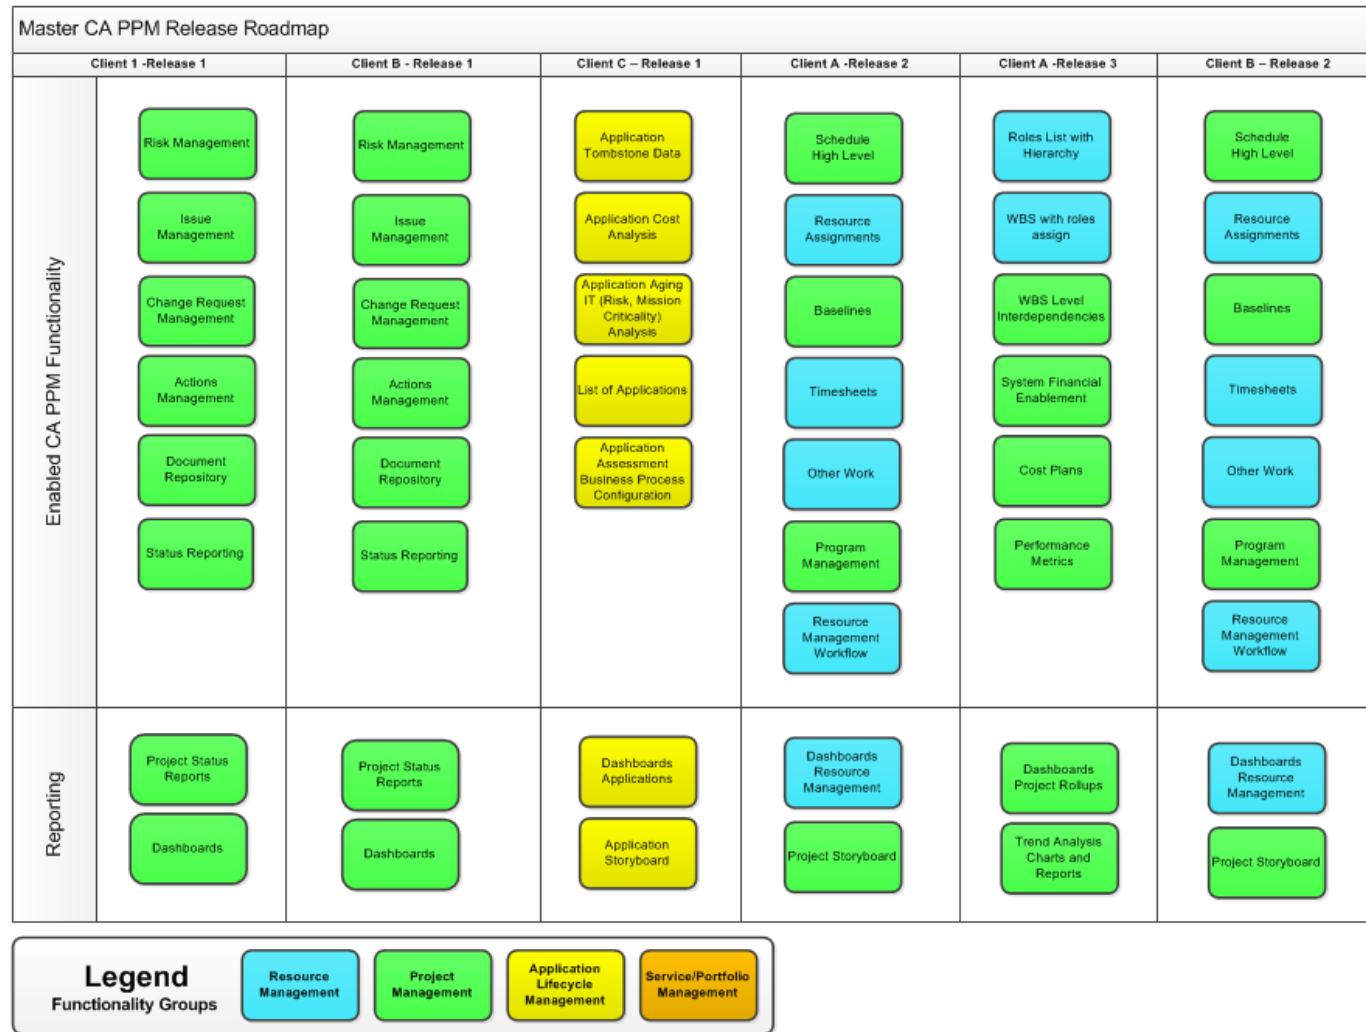 Master CA PPM Release Roadmap
Client 1 -Release 1
Client B - Release 1
Client C – Release 1
Client A -Release 2
Client A -Release 3
Client B – Release 2
Enabled CA PPM Functionality
Risk Management
Issue
Management
Change Request
Management
Actions
Management
Document
Repository
Status Reporting
Risk Management
Issue
Management
Change Request
Management
Actions
Management
Document
Repository
Status Reporting
Application
Tombstone Data
Application Cost
Analysis
Application Aging
IT (Risk, Mission
Criticality)
Analysis
List of Applications
Application
Assessment
Business Process
Configuration
Schedule
High Level
Resource
Assignments
Baselines
Timesheets
Other Work
Program
Management
Resource
Management
Workflow
Roles List with
Hierarchy
WBS with roles
assign
WBS Level
Interdependencies
System Financial
Enablement
Cost Plans
Performance
Metrics
Schedule
High Level
Resource
Assignments
Baselines
Timesheets
Other Work
Program
Management
Resource
Management
Workflow
Reporting
Project Status
Reports
Dashboards
Project Status
Reports
Dashboards
Dashboards
Applications
Application
Storyboard
Dashboards
Resource
Management
Project Storyboard
Dashboards
Project Rollups
Trend Analysis
Charts and
Reports
Dashboards
Resource
Management
Project Storyboard
Legend
Functionality Groups
Resource
Management
Project
Management
Application
Lifecycle
Management
Service/Portfolio
Management